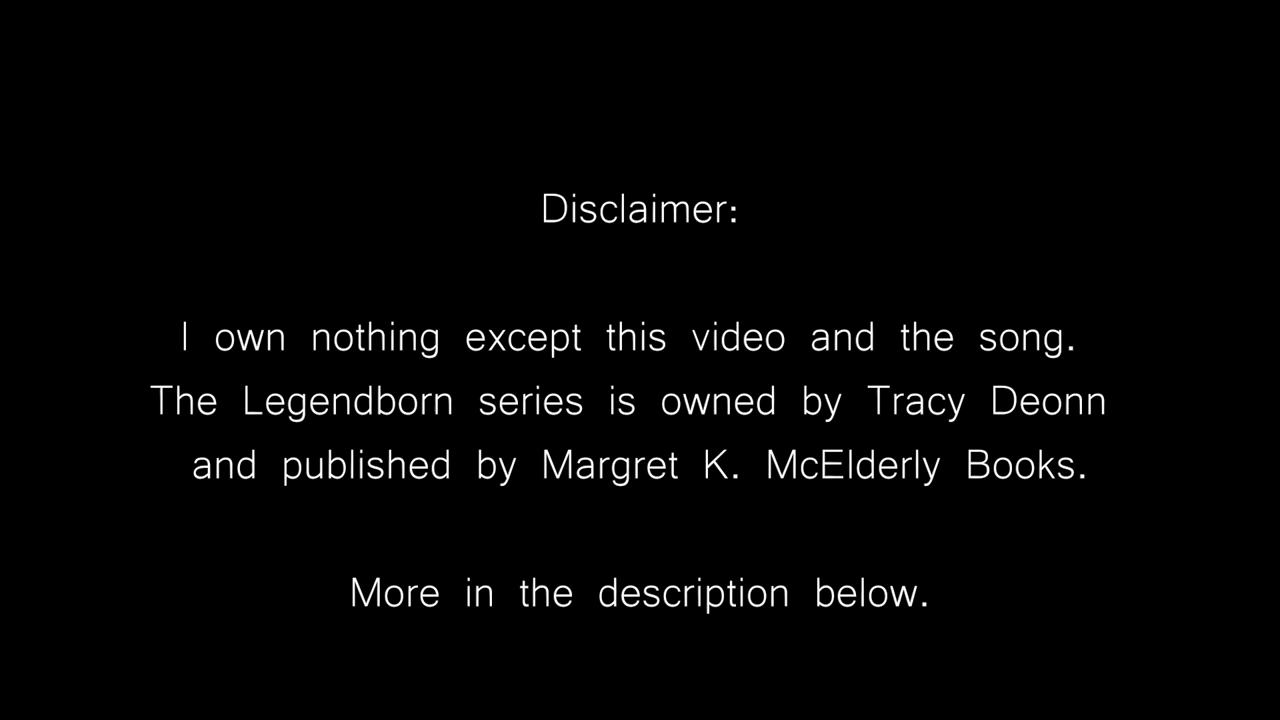 Disclaimer:
I own nothing except this video and the song.
The Legendborn series is owned by Tracy Deonn
and published by Margret K. McElderly Books.
More in the description below.